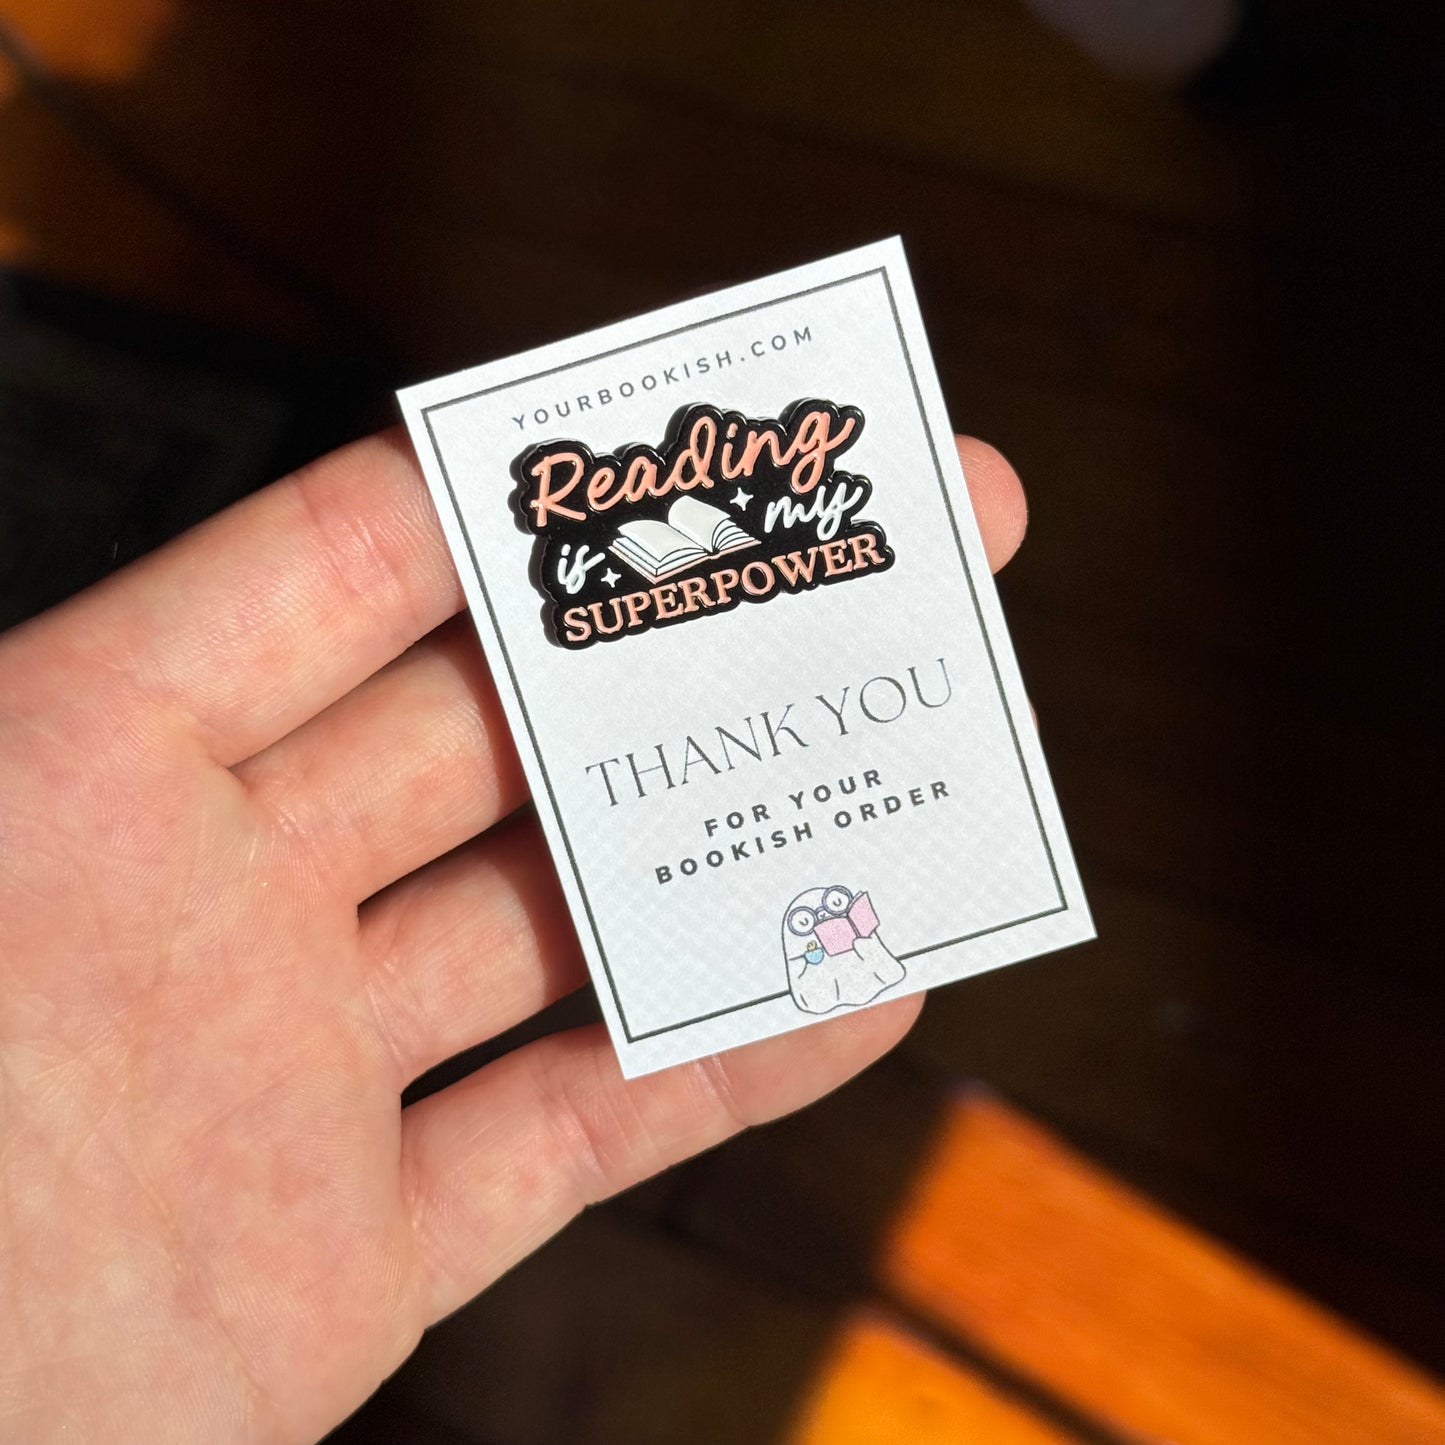 YOURBOOKISH.COM
Reading
is my
SUPERPOWER
THANK YOU
FOR YOUR
BOOKISH ORDER